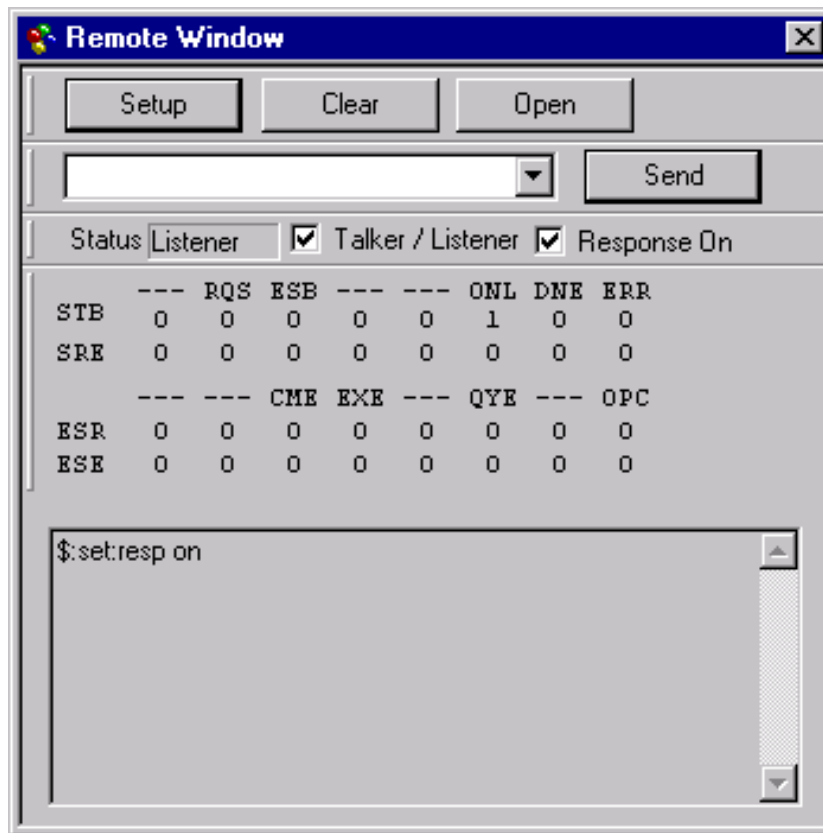 Remote Window
Setup Clear Open
Send
Status Listener Talker / Listener Response On
--- RQS ESB --- --- ONL DNE ERR
STB 0 0 0 0 0 1 0 0
SRE 0 0 0 0 0 0 0 0
--- --- CME EXE --- QYE --- OPC
ESR 0 0 0 0 0 0 0 0
ESE 0 0 0 0 0 0 0 0
$:set:resp on